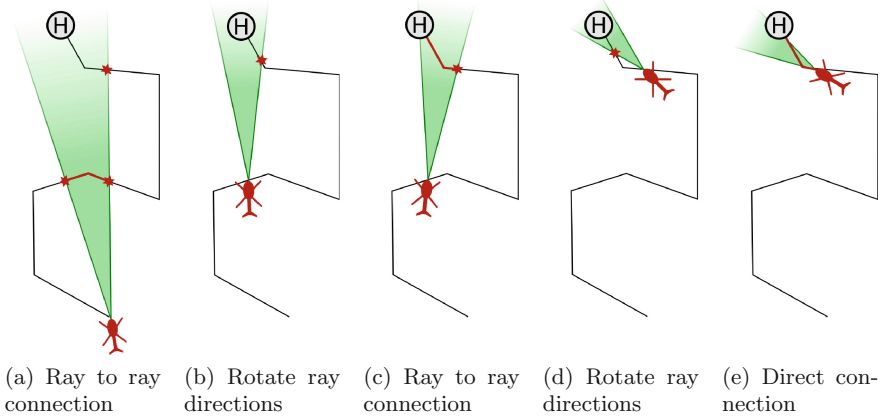 H H H H H
(a) Ray to ray
connection
(b) Rotate ray
directions
(c) Ray to ray
connection
(d) Rotate ray
directions
(e) Direct con-
nection